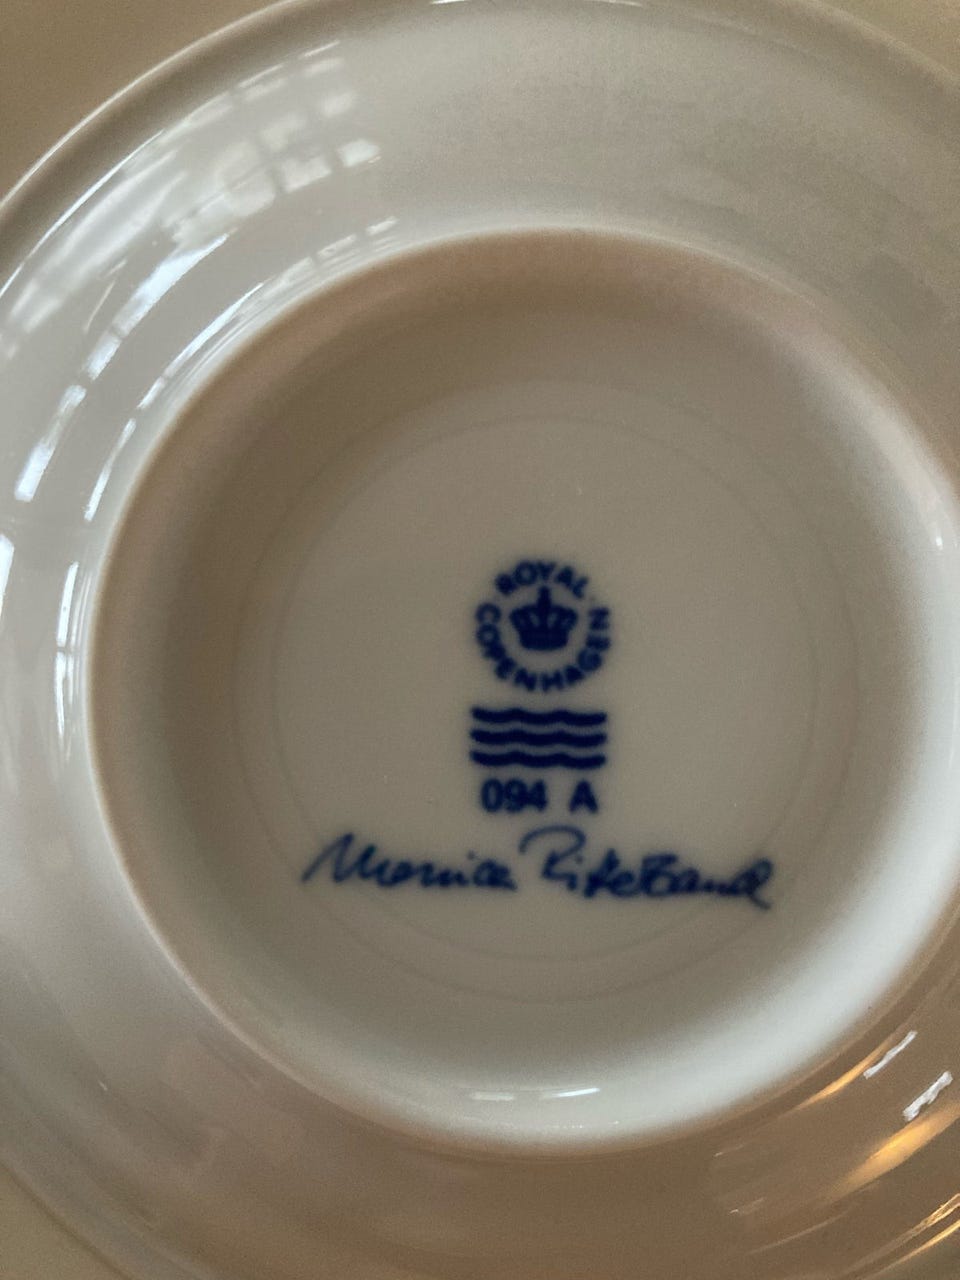 ROYAL COPENHAGEN
094 A
Monica Ritterband